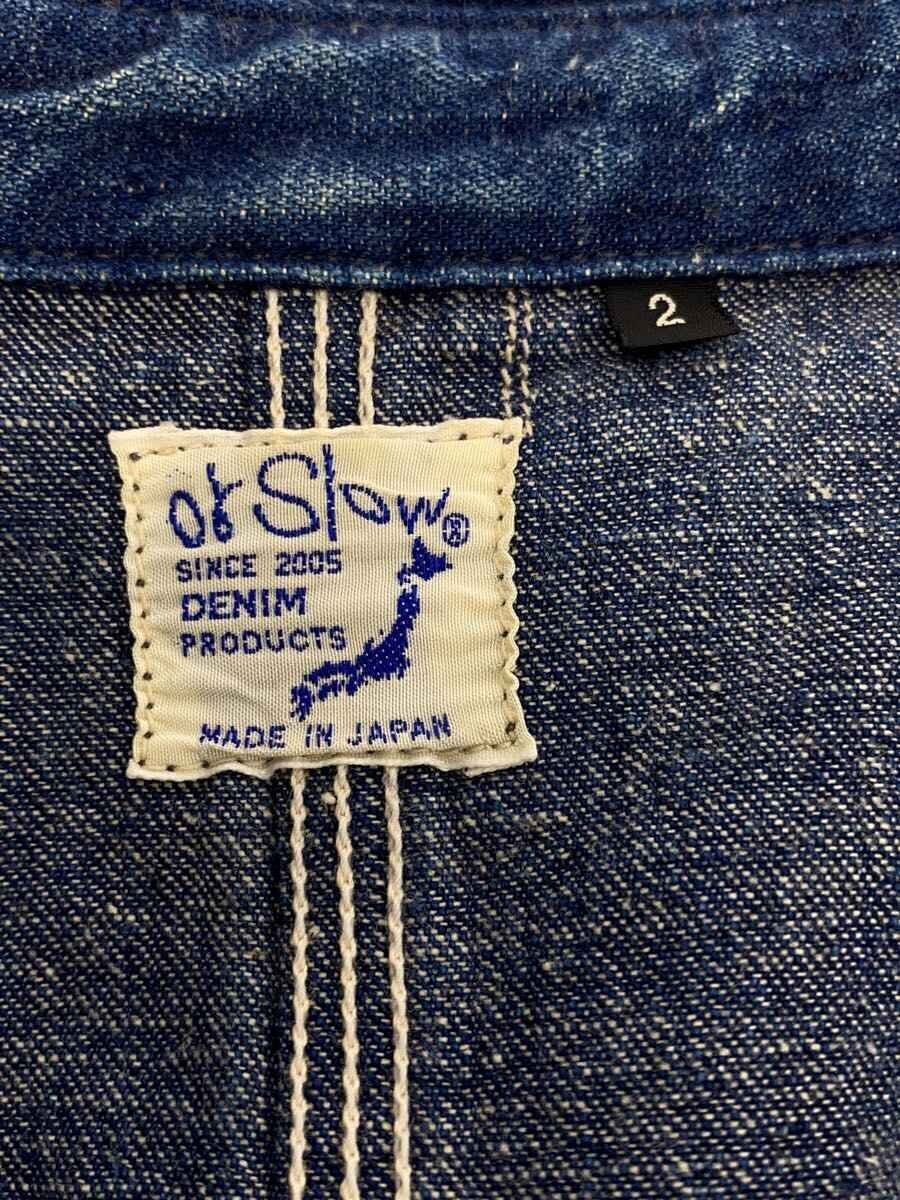 2
orSlow®
SINCE 2005
DENIM
PRODUCTS
MADE IN JAPAN